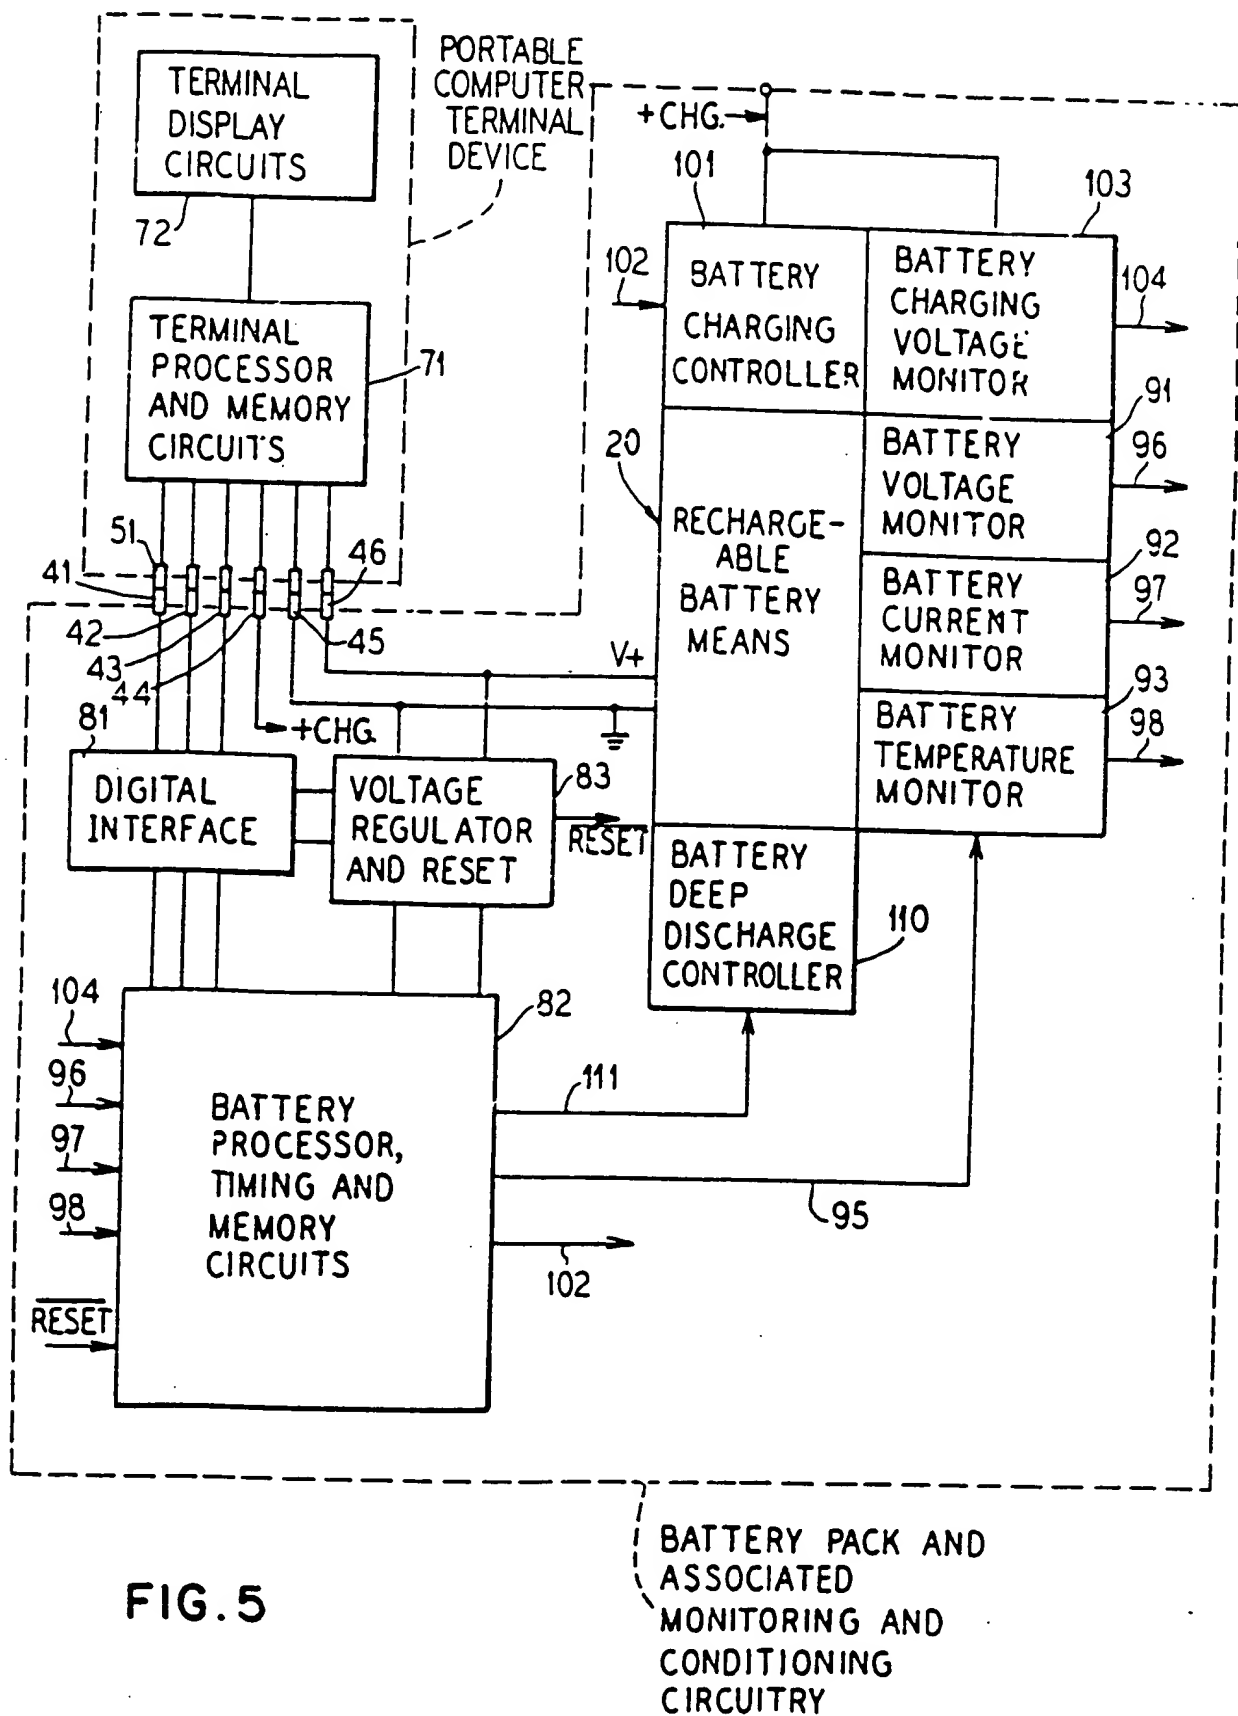 PORTABLE
COMPUTER
TERMINAL
DEVICE
TERMINAL
DISPLAY
CIRCUITS
72
TERMINAL
PROCESSOR
AND MEMORY
CIRCUITS
71
51
41
42
43
44
45
46
+CHG.
101
103
102
BATTERY
CHARGING
CONTROLLER
BATTERY
CHARGING
VOLTAGE
MONITOR
104
91
20
RECHARGE-
ABLE
BATTERY
MEANS
BATTERY
VOLTAGE
MONITOR
96
92
BATTERY
CURRENT
MONITOR
97
93
BATTERY
TEMPERATURE
MONITOR
98
V+
+CHG.
81
DIGITAL
INTERFACE
VOLTAGE
REGULATOR
AND RESET
83
RESET
BATTERY
DEEP
DISCHARGE
CONTROLLER
110
104
96
97
98
RESET
82
BATTERY
PROCESSOR,
TIMING AND
MEMORY
CIRCUITS
111
95
102
FIG. 5
BATTERY PACK AND
ASSOCIATED
MONITORING AND
CONDITIONING
CIRCUITRY